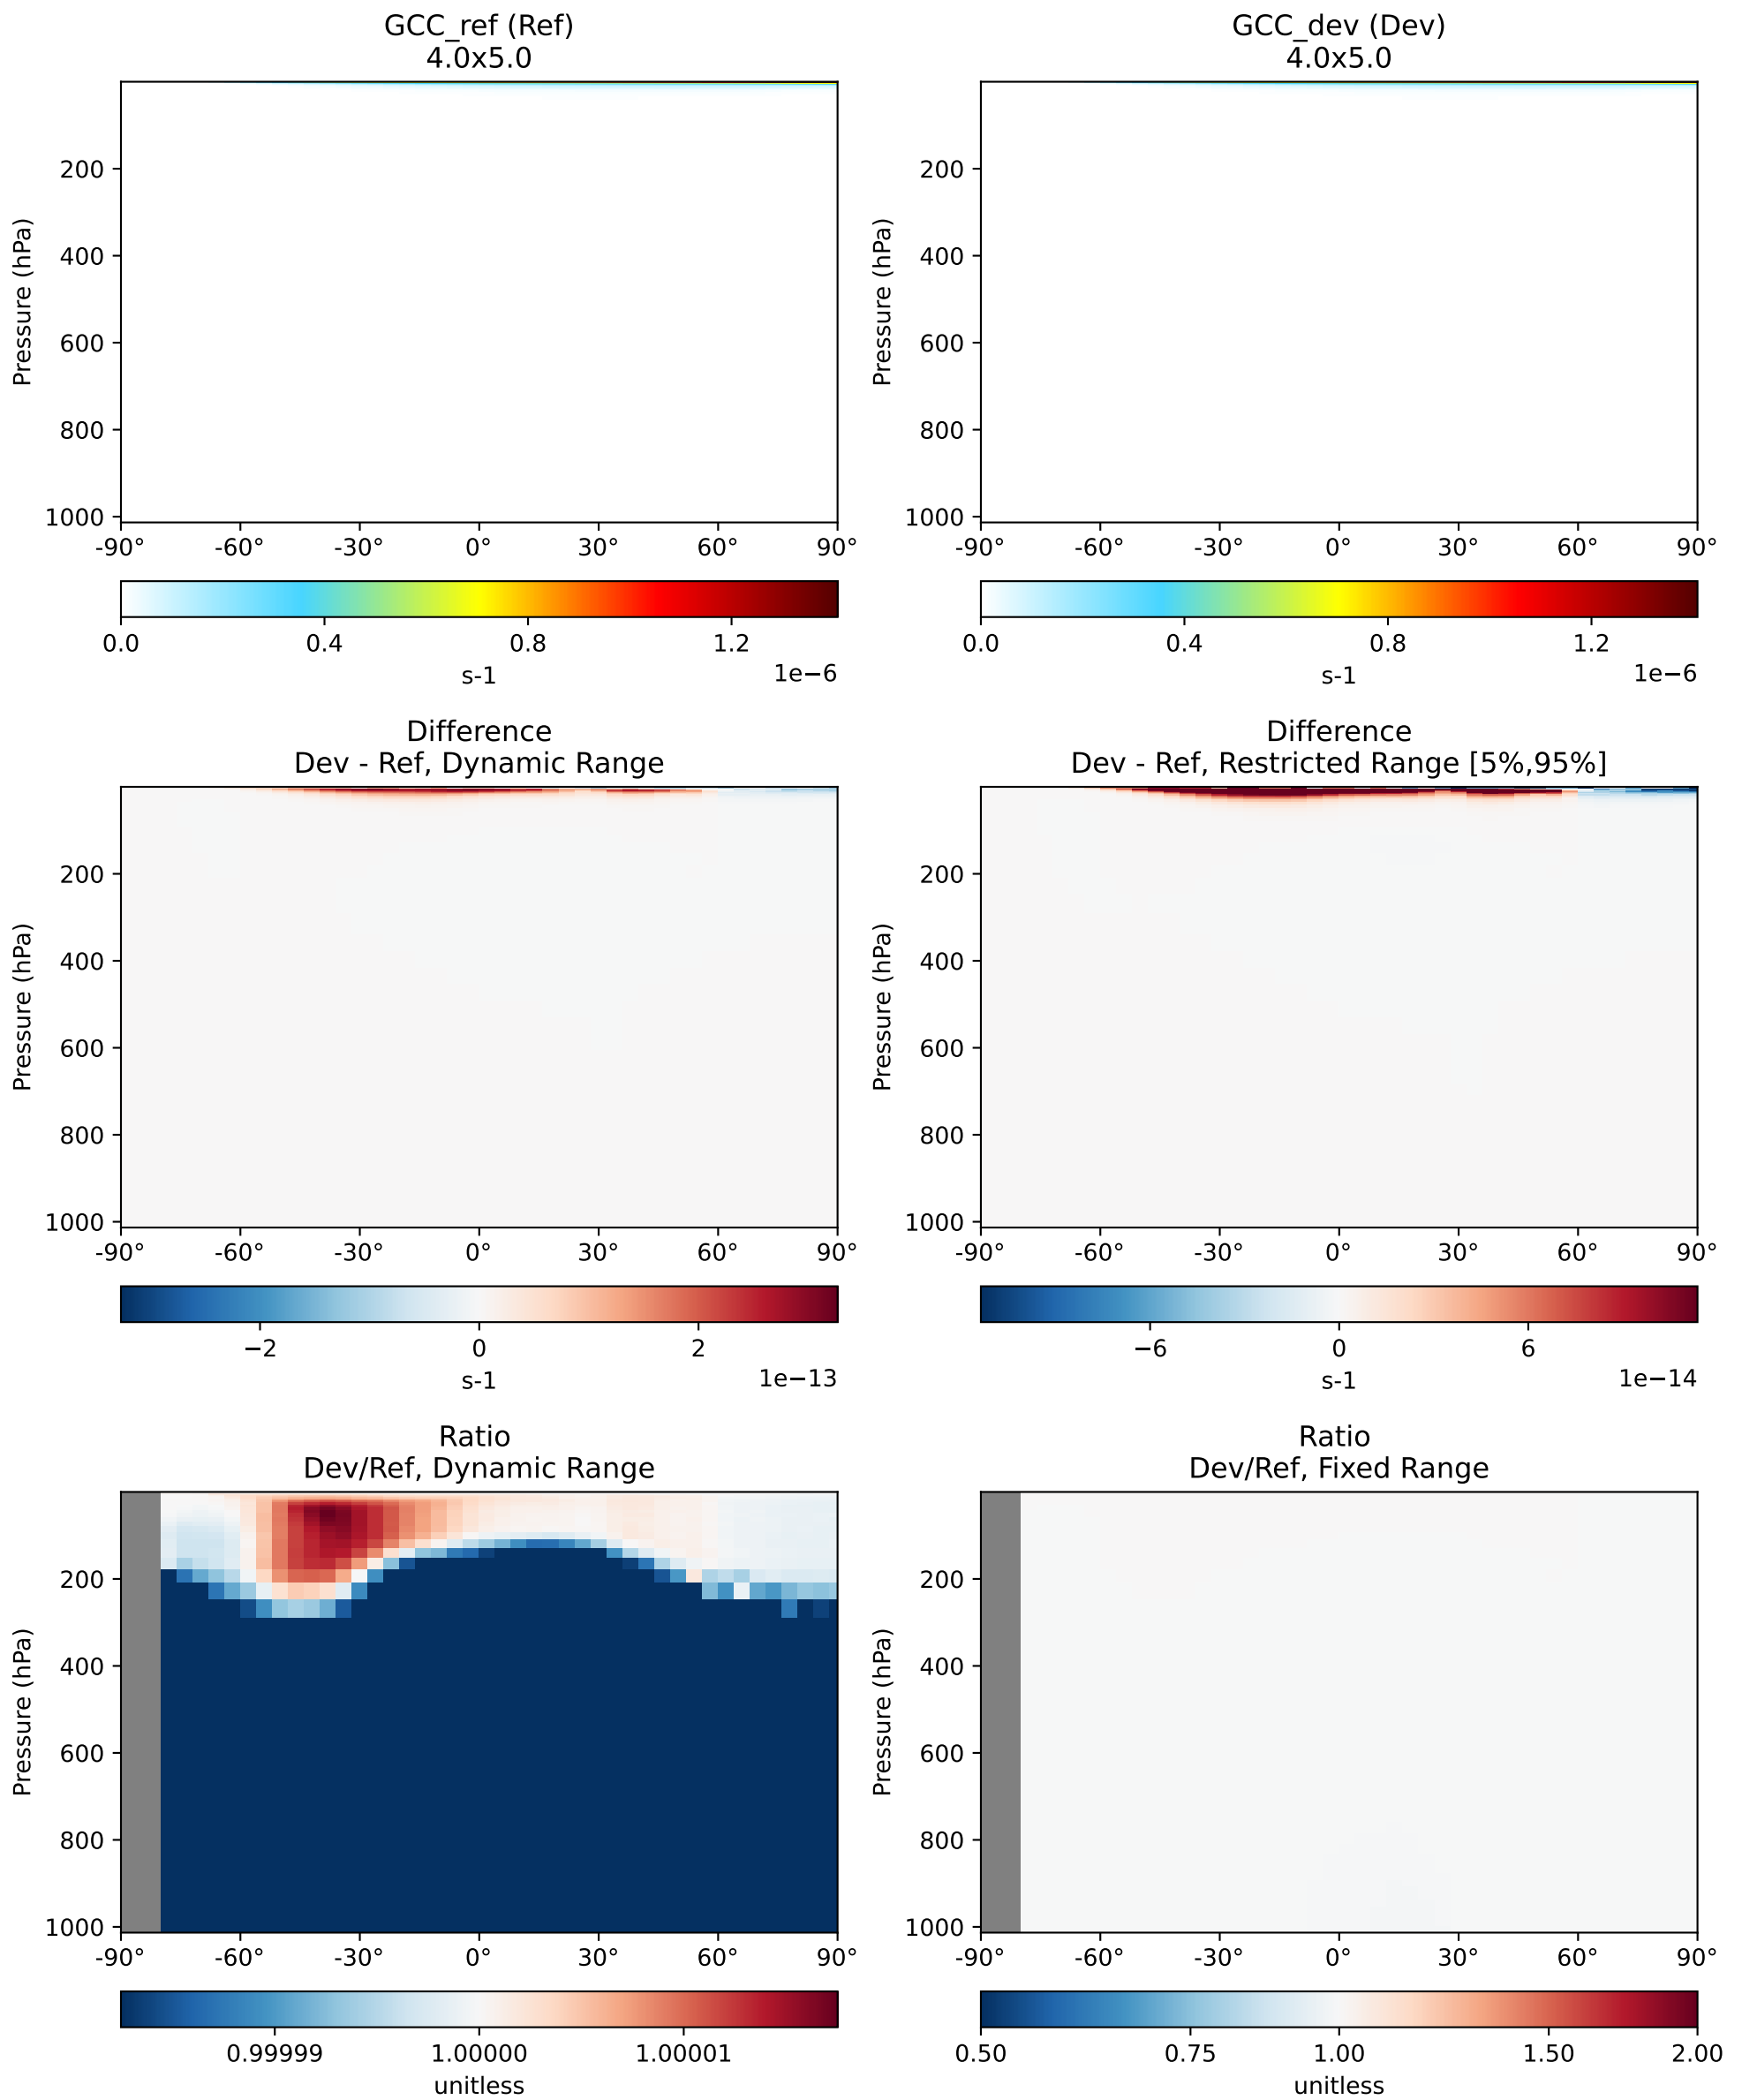 GCC_ref (Ref)
4.0x5.0
GCC_dev (Dev)
4.0x5.0
Pressure (hPa)
200
400
600
800
1000
-90° -60° -30° 0° 30° 60° 90°
0.0 0.4 0.8 1.2
s-1
1e−6
Pressure (hPa)
200
400
600
800
1000
-90° -60° -30° 0° 30° 60° 90°
0.0 0.4 0.8 1.2
s-1
1e−6
Difference
Dev - Ref, Dynamic Range
Pressure (hPa)
200
400
600
800
1000
-90° -60° -30° 0° 30° 60° 90°
−2 0 2
s-1
1e−13
Difference
Dev - Ref, Restricted Range [5%,95%]
Pressure (hPa)
200
400
600
800
1000
-90° -60° -30° 0° 30° 60° 90°
−6 0 6
s-1
1e−14
Ratio
Dev/Ref, Dynamic Range
Pressure (hPa)
200
400
600
800
1000
-90° -60° -30° 0° 30° 60° 90°
0.99999 1.00000 1.00001
unitless
Ratio
Dev/Ref, Fixed Range
Pressure (hPa)
200
400
600
800
1000
-90° -60° -30° 0° 30° 60° 90°
0.50 0.75 1.00 1.50 2.00
unitless